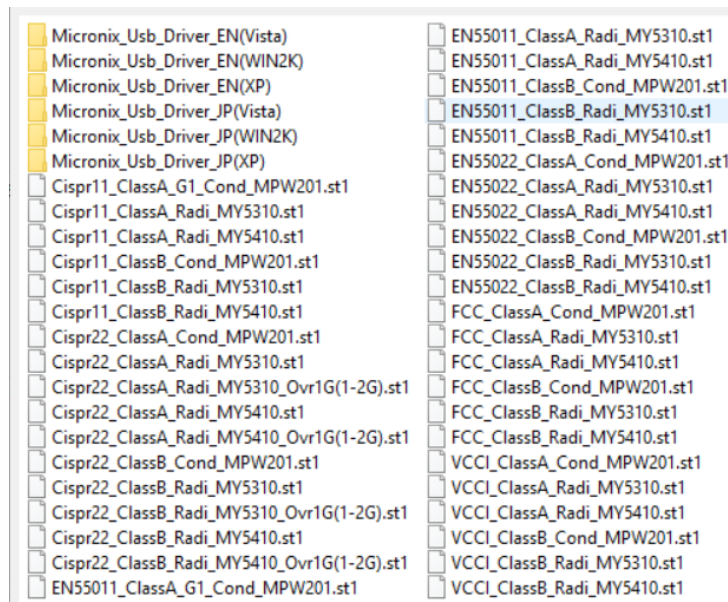 Micronix_Usb_Driver_EN(Vista)
Micronix_Usb_Driver_EN(WIN2K)
Micronix_Usb_Driver_EN(XP)
Micronix_Usb_Driver_JP(Vista)
Micronix_Usb_Driver_JP(WIN2K)
Micronix_Usb_Driver_JP(XP)
Cispr11_ClassA_G1_Cond_MPW201.st1
Cispr11_ClassA_Radi_MY5310.st1
Cispr11_ClassA_Radi_MY5410.st1
Cispr11_ClassB_Cond_MPW201.st1
Cispr11_ClassB_Radi_MY5310.st1
Cispr11_ClassB_Radi_MY5410.st1
Cispr22_ClassA_Cond_MPW201.st1
Cispr22_ClassA_Radi_MY5310.st1
Cispr22_ClassA_Radi_MY5310_Ovr1G(1-2G).st1
Cispr22_ClassA_Radi_MY5410.st1
Cispr22_ClassA_Radi_MY5410_Ovr1G(1-2G).st1
Cispr22_ClassB_Cond_MPW201.st1
Cispr22_ClassB_Radi_MY5310.st1
Cispr22_ClassB_Radi_MY5310_Ovr1G(1-2G).st1
Cispr22_ClassB_Radi_MY5410.st1
Cispr22_ClassB_Radi_MY5410_Ovr1G(1-2G).st1
EN55011_ClassA_G1_Cond_MPW201.st1
EN55011_ClassA_Radi_MY5310.st1
EN55011_ClassA_Radi_MY5410.st1
EN55011_ClassB_Cond_MPW201.st1
EN55011_ClassB_Radi_MY5310.st1
EN55011_ClassB_Radi_MY5410.st1
EN55022_ClassA_Cond_MPW201.st1
EN55022_ClassA_Radi_MY5310.st1
EN55022_ClassA_Radi_MY5410.st1
EN55022_ClassB_Cond_MPW201.st1
EN55022_ClassB_Radi_MY5310.st1
EN55022_ClassB_Radi_MY5410.st1
FCC_ClassA_Cond_MPW201.st1
FCC_ClassA_Radi_MY5310.st1
FCC_ClassA_Radi_MY5410.st1
FCC_ClassB_Cond_MPW201.st1
FCC_ClassB_Radi_MY5310.st1
FCC_ClassB_Radi_MY5410.st1
VCCI_ClassA_Cond_MPW201.st1
VCCI_ClassA_Radi_MY5310.st1
VCCI_ClassA_Radi_MY5410.st1
VCCI_ClassB_Cond_MPW201.st1
VCCI_ClassB_Radi_MY5310.st1
VCCI_ClassB_Radi_MY5410.st1